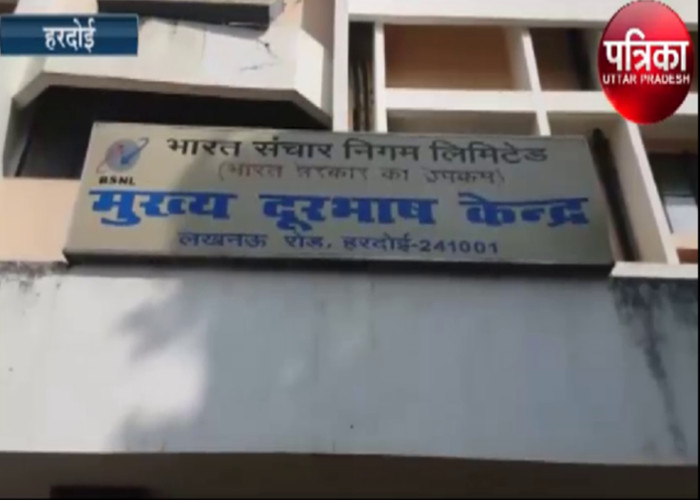 हरदोई
पत्रिका
UTTAR PRADESH
भारत संचार निगम लिमिटेड
(भारत सरकार का उपक्रम)
BSNL
मुख्य दूरभाष केन्द्र
लखनऊ रोड, हरदोई-241001